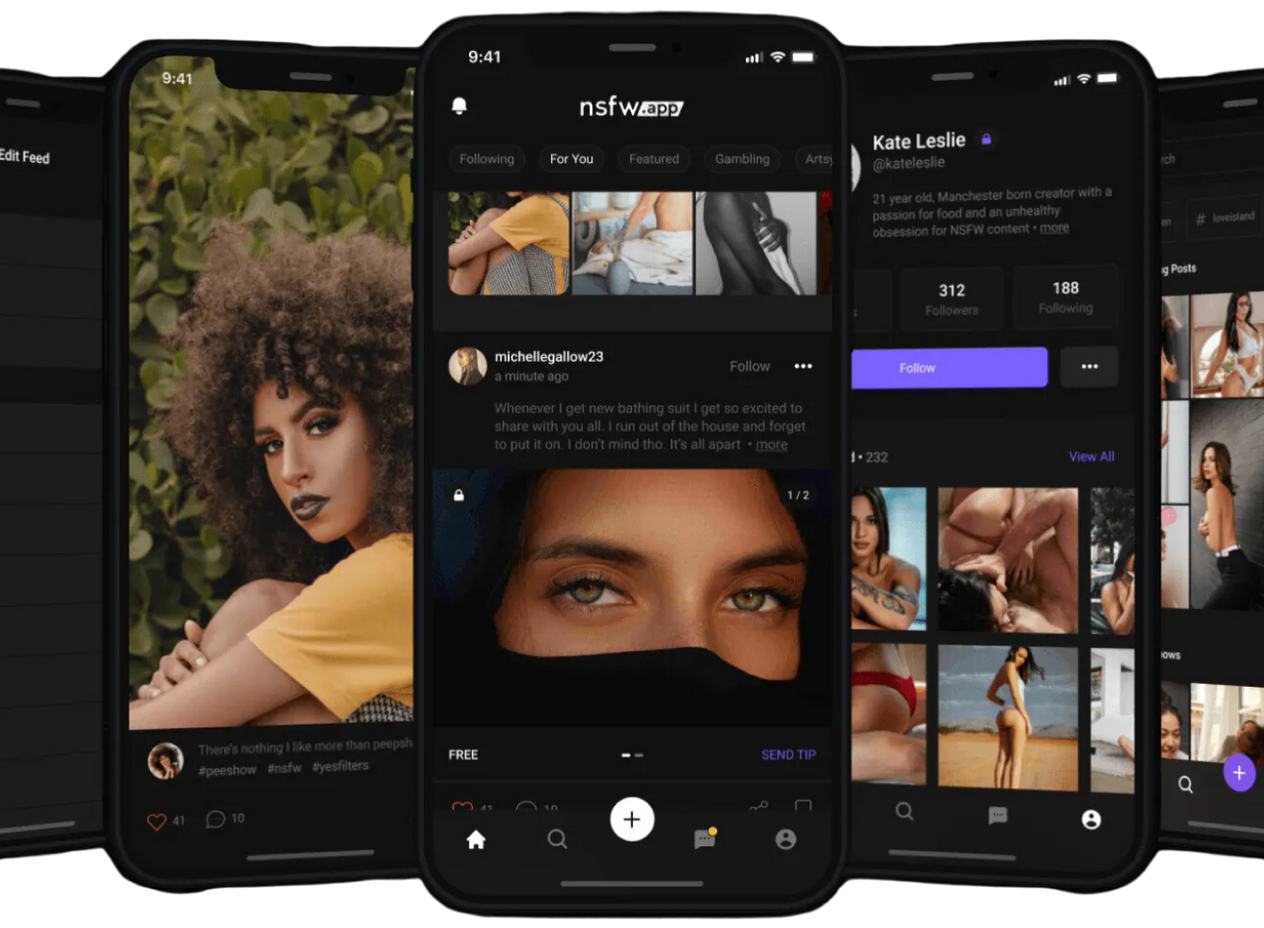 Edit Feed
9:41
There's nothing I like more than peepsh
#peeshow #nsfw #yesfilters
41
10
9:41
nsfw.app
Following
For You
Featured
Gambling
Artsy
michellegallow23
a minute ago
Follow
Whenever I get new bathing suit I get so excited to
share with you all. I run out of the house and forget
to put it on. I don't mind tho. It's all apart • more
1 / 2
FREE
SEND TIP
41
10
Kate Leslie
@kateleslie
21 year old, Manchester born creator with a
passion for food and an unhealthy
obsession for NSFW content • more
312
Followers
188
Following
Follow
• 232
View All
rch
en
# loveisland
g Posts
ows